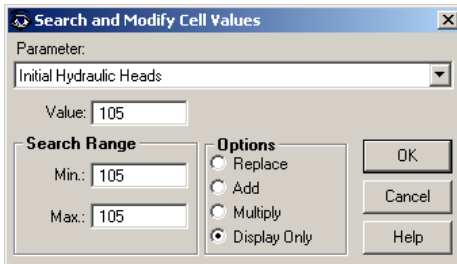 Search and Modify Cell Values
Parameter:
Initial Hydraulic Heads
Value: 105
Search Range
Min.: 105
Max.: 105
Options
Replace
Add
Multiply
Display Only
OK
Cancel
Help